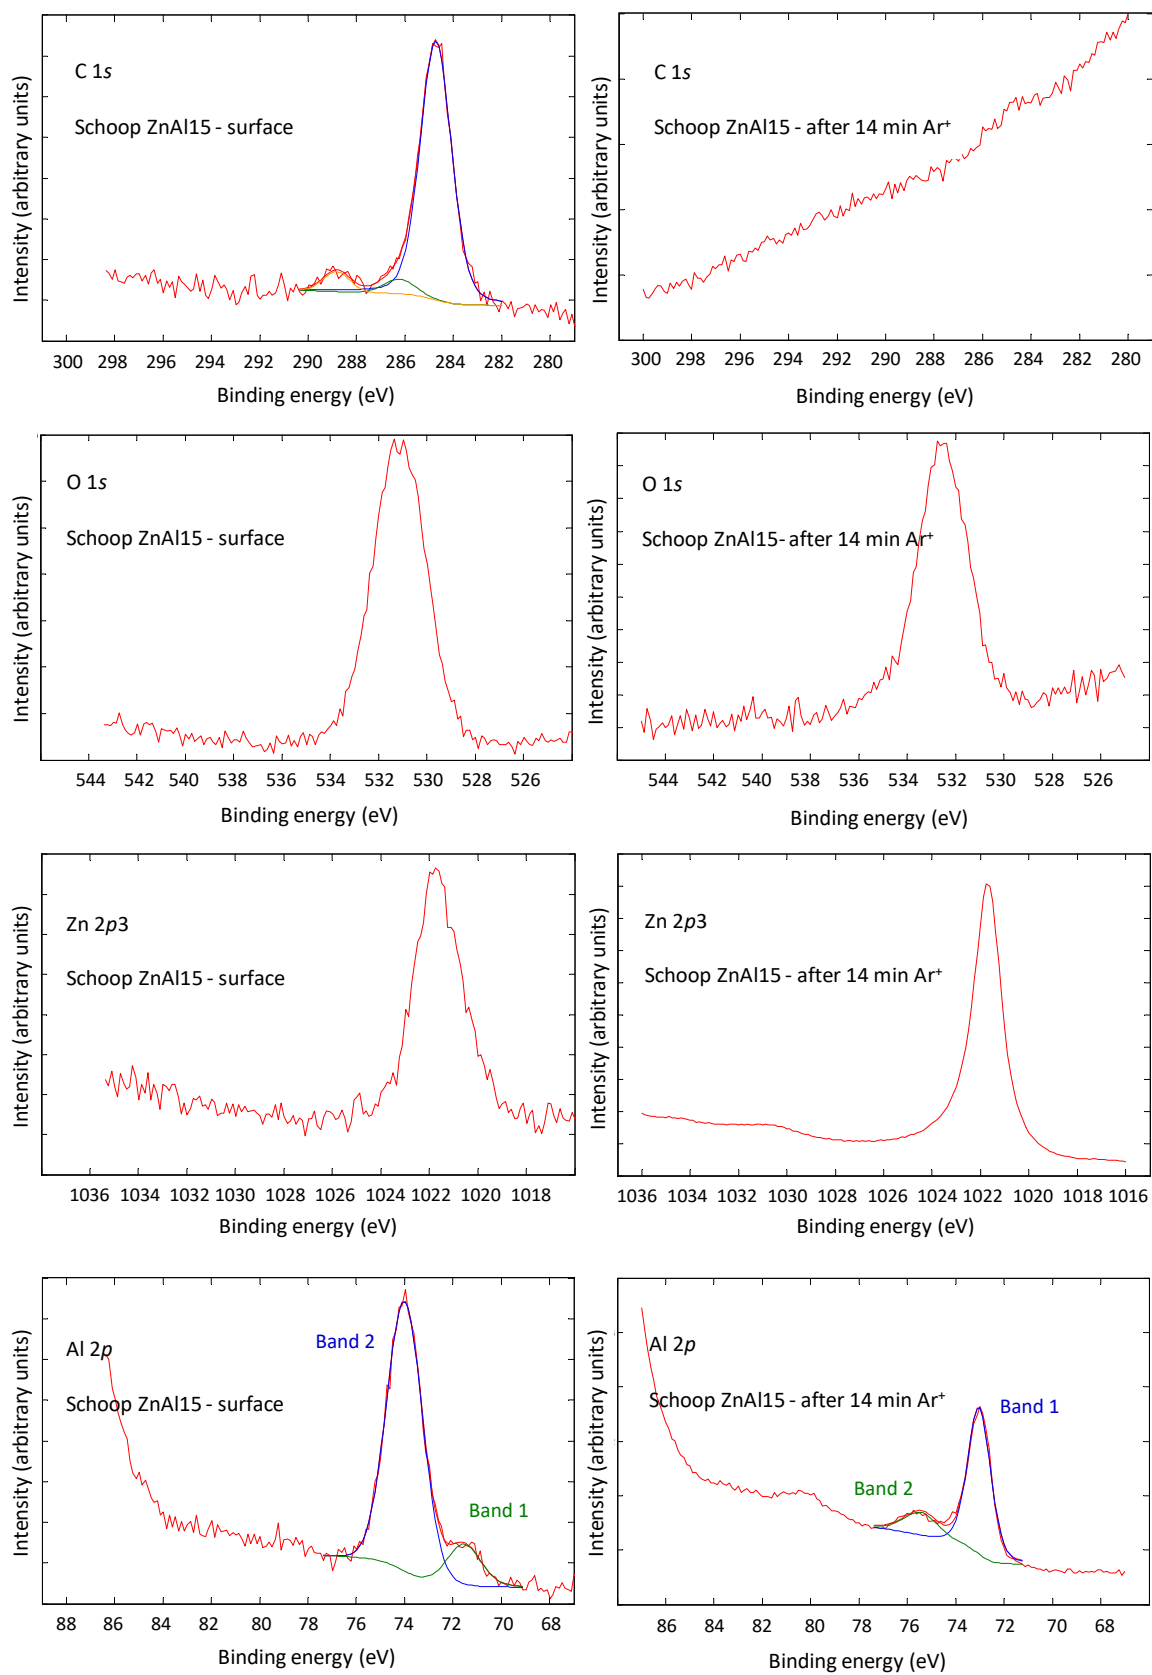 Intensity (arbitrary units)
C 1s
Schoop ZnAl15 - surface
300 298 296 294 292 290 288 286 284 282 280
Binding energy (eV)
Intensity (arbitrary units)
C 1s
Schoop ZnAl15 - after 14 min Ar⁺
300 298 296 294 292 290 288 286 284 282 280
Binding energy (eV)
Intensity (arbitrary units)
O 1s
Schoop ZnAl15 - surface
544 542 540 538 536 534 532 530 528 526
Binding energy (eV)
Intensity (arbitrary units)
O 1s
Schoop ZnAl15- after 14 min Ar⁺
544 542 540 538 536 534 532 530 528 526
Binding energy (eV)
Intensity (arbitrary units)
Zn 2p3
Schoop ZnAl15 - surface
1036 1034 1032 1030 1028 1026 1024 1022 1020 1018
Binding energy (eV)
Intensity (arbitrary units)
Zn 2p3
Schoop ZnAl15 - after 14 min Ar⁺
1036 1034 1032 1030 1028 1026 1024 1022 1020 1018 1016
Binding energy (eV)
Intensity (arbitrary units)
Al 2p
Band 2
Schoop ZnAl15 - surface
Band 1
88 86 84 82 80 78 76 74 72 70 68
Binding energy (eV)
Intensity (arbitrary units)
Al 2p
Schoop ZnAl15 - after 14 min Ar⁺
Band 1
Band 2
86 84 82 80 78 76 74 72 70 68
Binding energy (eV)